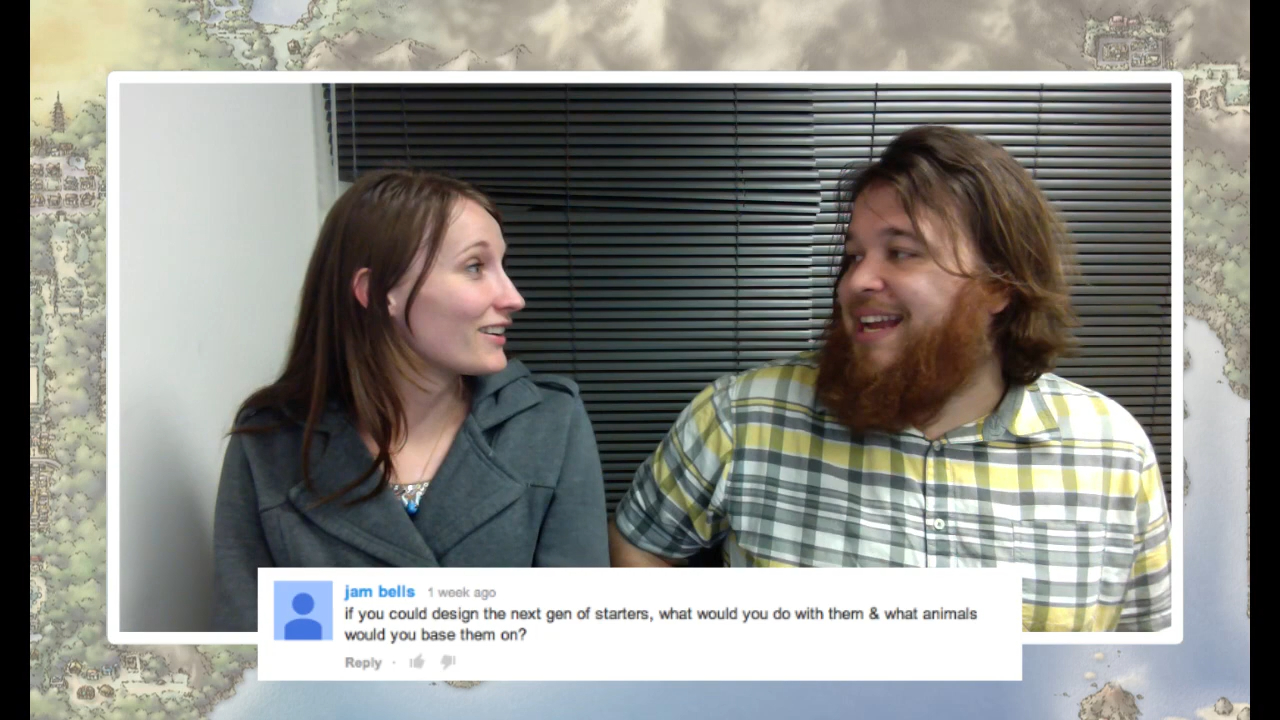 jam bells 1 week ago
if you could design the next gen of starters, what would you do with them & what animals
would you base them on?
Reply ·